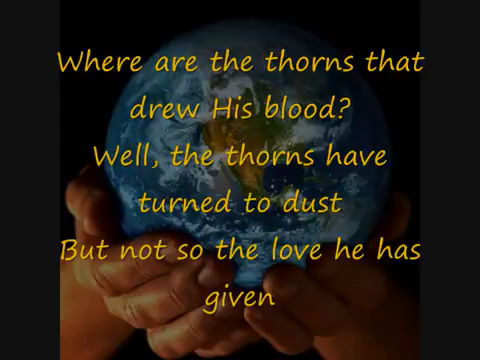 Where are the thorns that
drew His blood?
Well, the thorns have
turned to dust
But not so the love he has
given